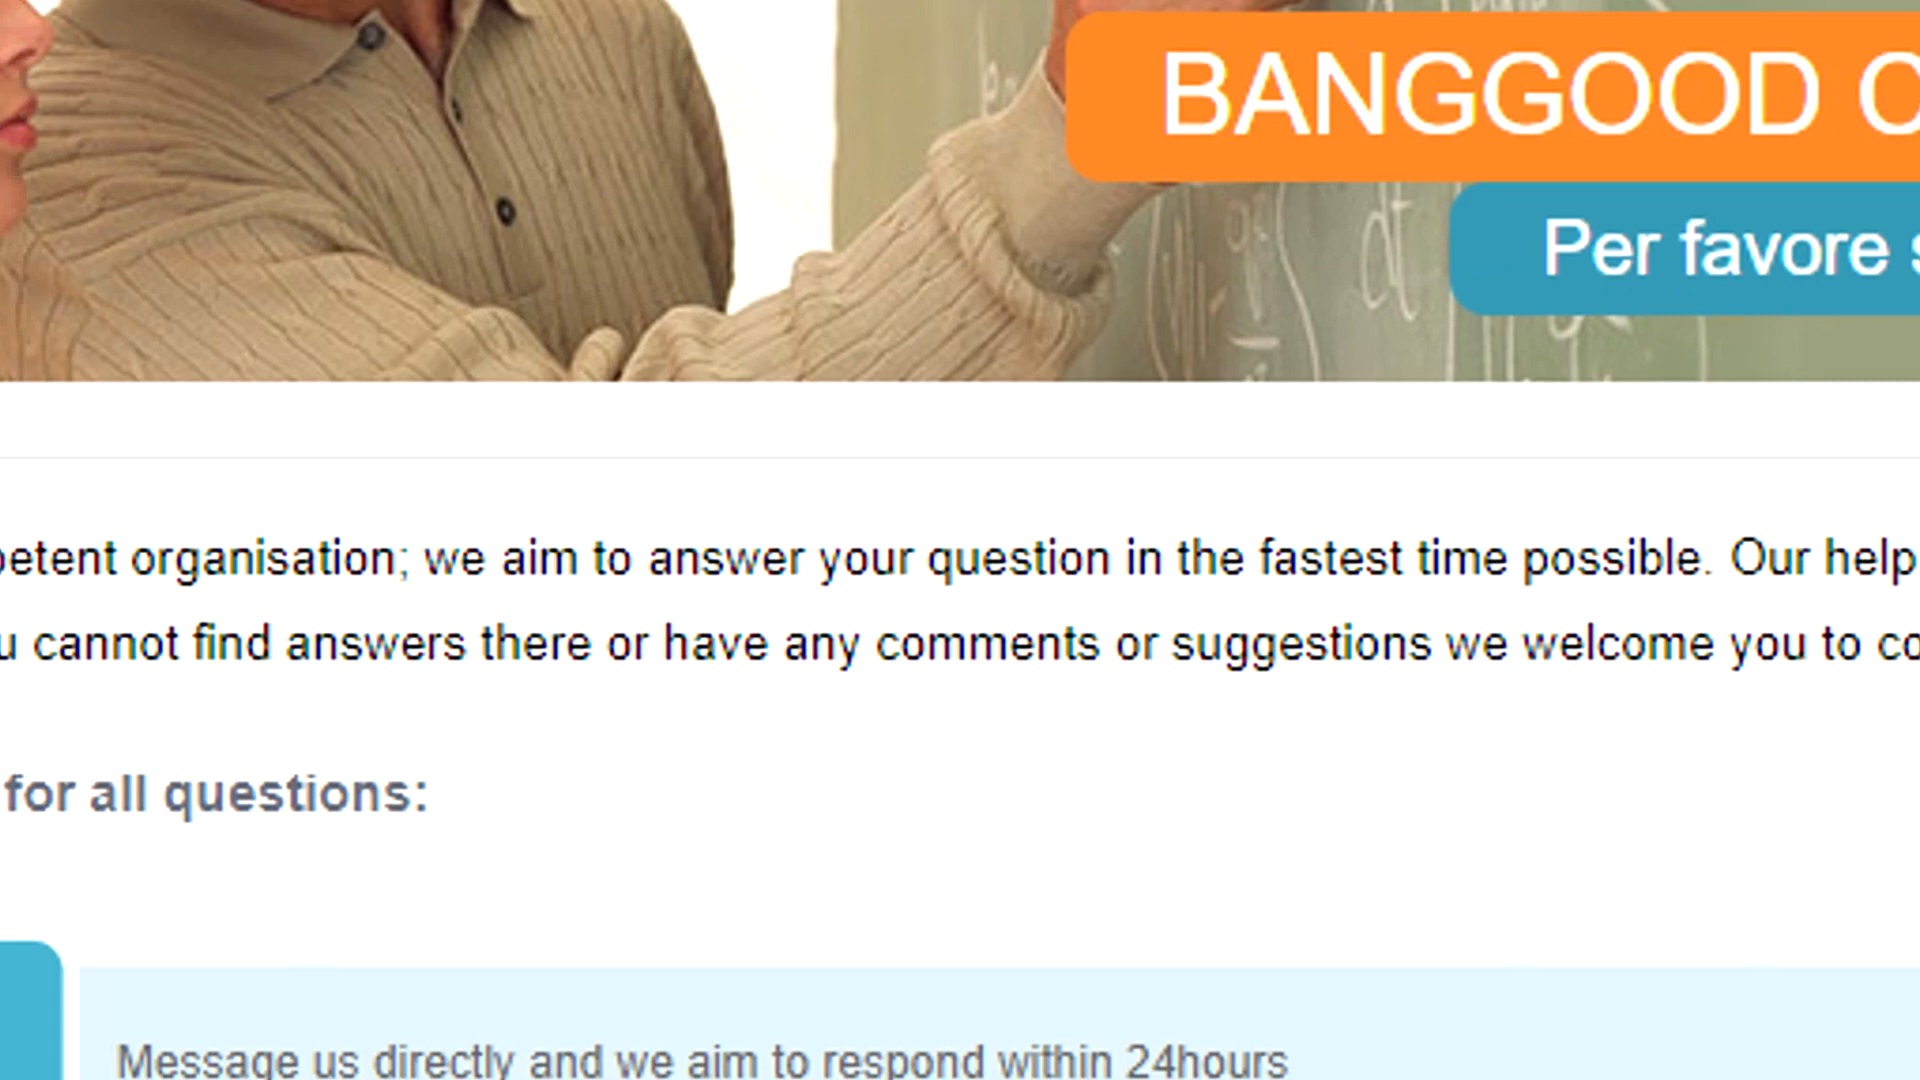 BANGGOOD
Per favore
organisation; we aim to answer your question in the fastest time possible. Our help
cannot find answers there or have any comments or suggestions we welcome you to
for all questions:
Message us directly and we aim to respond within 24hours